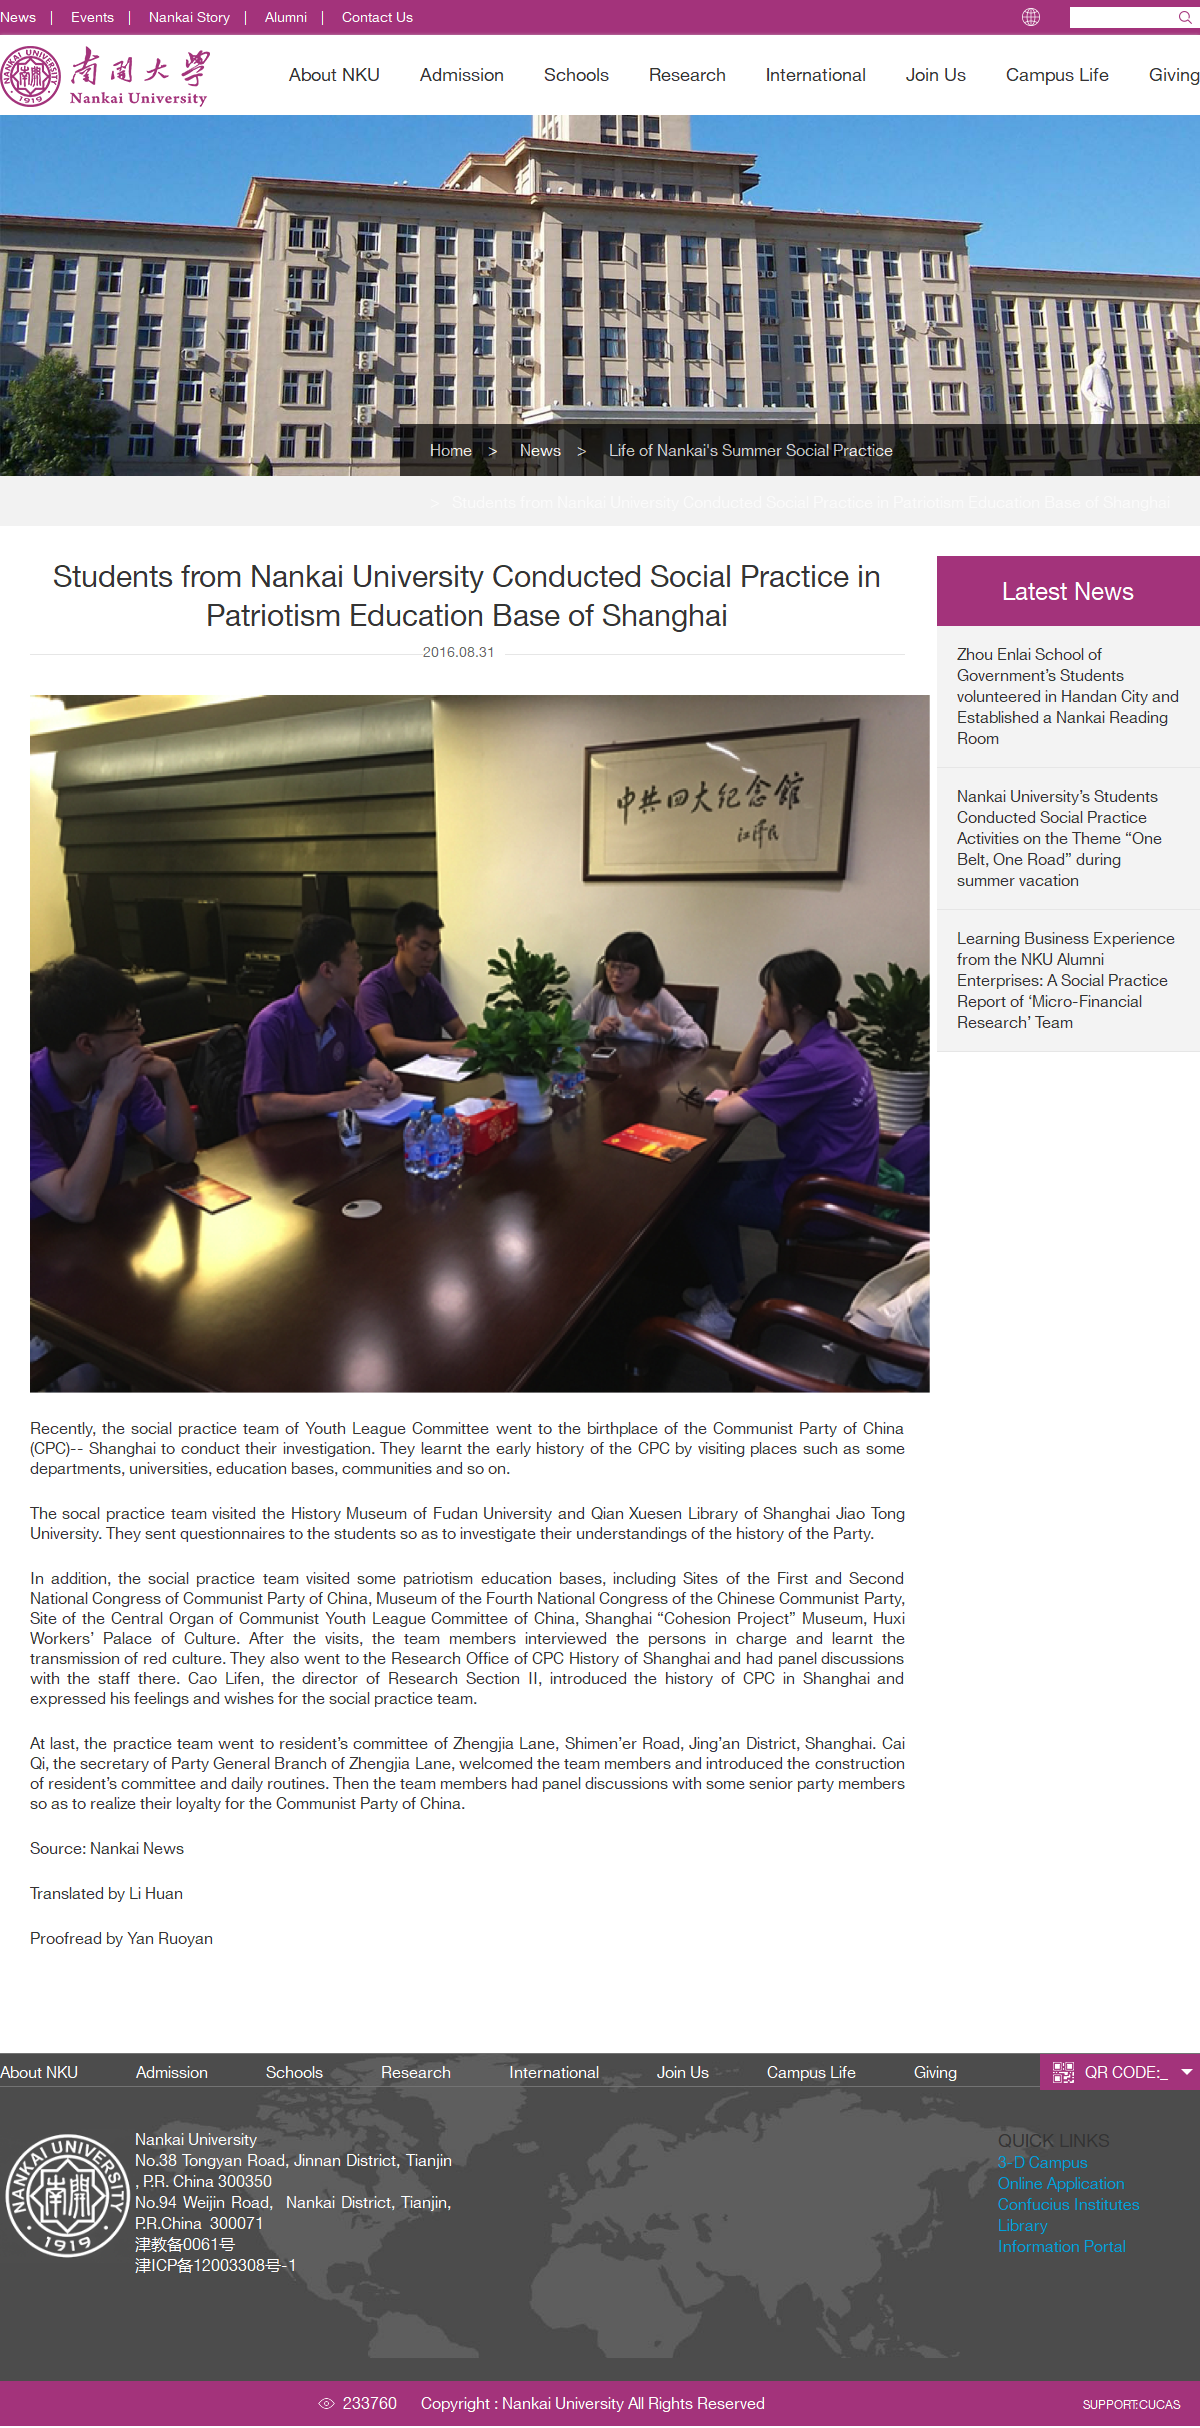 News | Events | Nankai Story | Alumni | Contact Us
NANKAI UNIVERSITY
1919
南開大學
Nankai University
About NKU Admission Schools Research International Join Us Campus Life Giving
Home > News > Life of Nankai's Summer Social Practice
> Students from Nankai University Conducted Social Practice in Patriotism Education Base of Shanghai
Students from Nankai University Conducted Social Practice in
Patriotism Education Base of Shanghai
2016.08.31
中共四大纪念館
江泽民
Recently, the social practice team of Youth League Committee went to the birthplace of the Communist Party of China
(CPC)-- Shanghai to conduct their investigation. They learnt the early history of the CPC by visiting places such as some
departments, universities, education bases, communities and so on.
The socal practice team visited the History Museum of Fudan University and Qian Xuesen Library of Shanghai Jiao Tong
University. They sent questionnaires to the students so as to investigate their understandings of the history of the Party.
In addition, the social practice team visited some patriotism education bases, including Sites of the First and Second
National Congress of Communist Party of China, Museum of the Fourth National Congress of the Chinese Communist Party,
Site of the Central Organ of Communist Youth League Committee of China, Shanghai “Cohesion Project” Museum, Huxi
Workers’ Palace of Culture. After the visits, the team members interviewed the persons in charge and learnt the
transmission of red culture. They also went to the Research Office of CPC History of Shanghai and had panel discussions
with the staff there. Cao Lifen, the director of Research Section II, introduced the history of CPC in Shanghai and
expressed his feelings and wishes for the social practice team.
At last, the practice team went to resident’s committee of Zhengjia Lane, Shimen’er Road, Jing’an District, Shanghai. Cai
Qi, the secretary of Party General Branch of Zhengjia Lane, welcomed the team members and introduced the construction
of resident’s committee and daily routines. Then the team members had panel discussions with some senior party members
so as to realize their loyalty for the Communist Party of China.
Source: Nankai News
Translated by Li Huan
Proofread by Yan Ruoyan
Latest News
Zhou Enlai School of
Government’s Students
volunteered in Handan City and
Established a Nankai Reading
Room
Nankai University’s Students
Conducted Social Practice
Activities on the Theme “One
Belt, One Road” during
summer vacation
Learning Business Experience
from the NKU Alumni
Enterprises: A Social Practice
Report of ‘Micro-Financial
Research’ Team
About NKU Admission Schools Research International Join Us Campus Life Giving QR CODE:_
NANKAI UNIVERSITY
南開
1919
Nankai University
No.38 Tongyan Road, Jinnan District, Tianjin
, P.R. China 300350
No.94 Weijin Road, Nankai District, Tianjin,
P.R.China 300071
津教备0061号
津ICP备12003308号-1
QUICK LINKS
3-D Campus
Online Application
Confucius Institutes
Library
Information Portal
233760 Copyright : Nankai University All Rights Reserved
SUPPORT:CUCAS